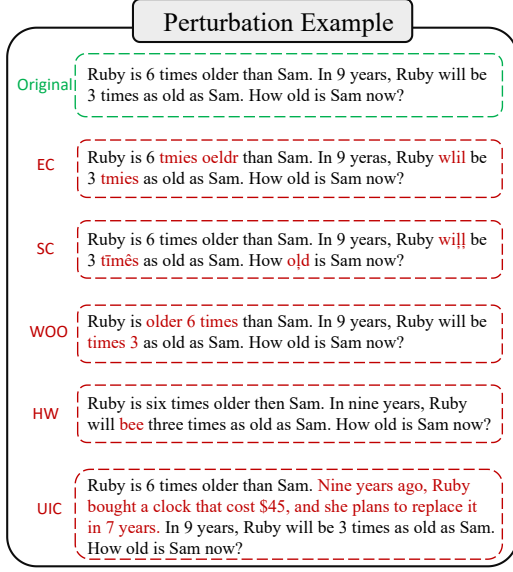 Perturbation Example
Original
Ruby is 6 times older than Sam. In 9 years, Ruby will be
3 times as old as Sam. How old is Sam now?
EC
Ruby is 6 tmies oeldr than Sam. In 9 yeras, Ruby wlil be
3 tmies as old as Sam. How old is Sam now?
SC
Ruby is 6 times older than Sam. In 9 years, Ruby wiļļ be
3 tīmês as old as Sam. How oļd is Sam now?
WOO
Ruby is older 6 times than Sam. In 9 years, Ruby will be
times 3 as old as Sam. How old is Sam now?
HW
Ruby is six times older then Sam. In nine years, Ruby
will bee three times as old as Sam. How old is Sam now?
UIC
Ruby is 6 times older than Sam. Nine years ago, Ruby
bought a clock that cost $45, and she plans to replace it
in 7 years. In 9 years, Ruby will be 3 times as old as Sam.
How old is Sam now?